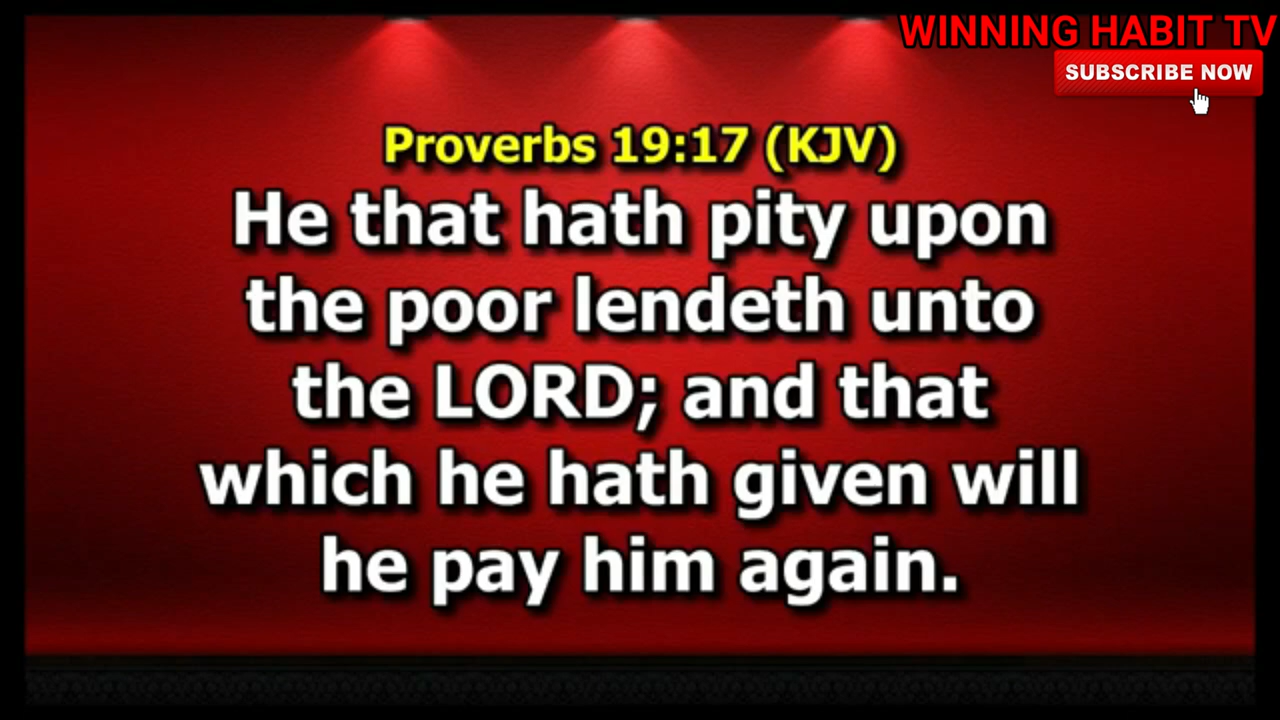 WINNING HABIT TV
SUBSCRIBE NOW
Proverbs 19:17 (KJV)
He that hath pity upon
the poor lendeth unto
the LORD; and that
which he hath given will
he pay him again.